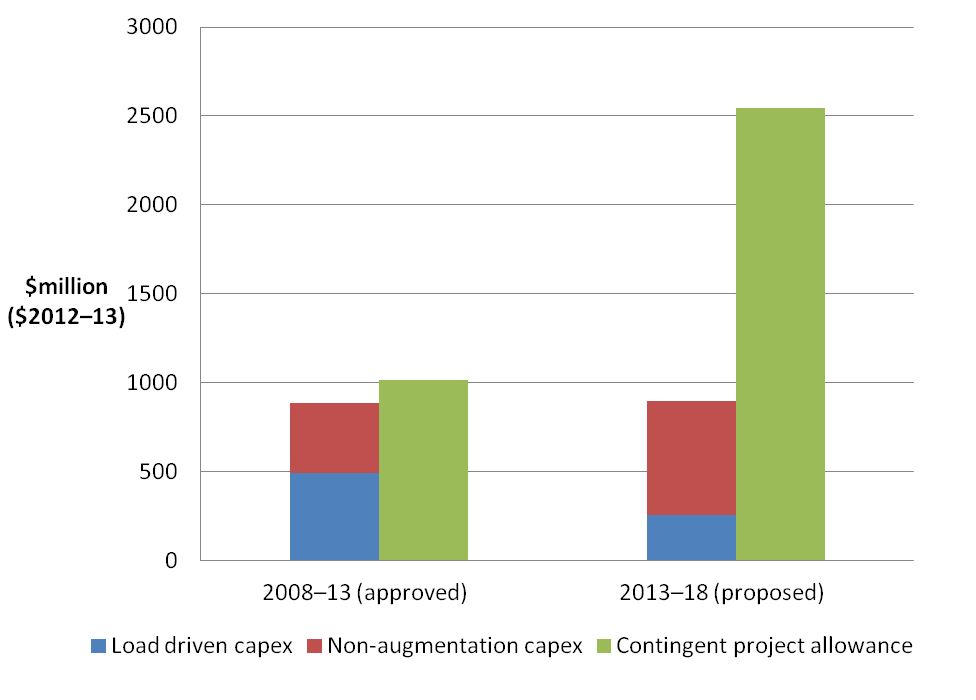 3000
2500
2000
1500
1000
500
0
$million
($2012–13)
2008–13 (approved)
2013–18 (proposed)
Load driven capex
Non-augmentation capex
Contingent project allowance